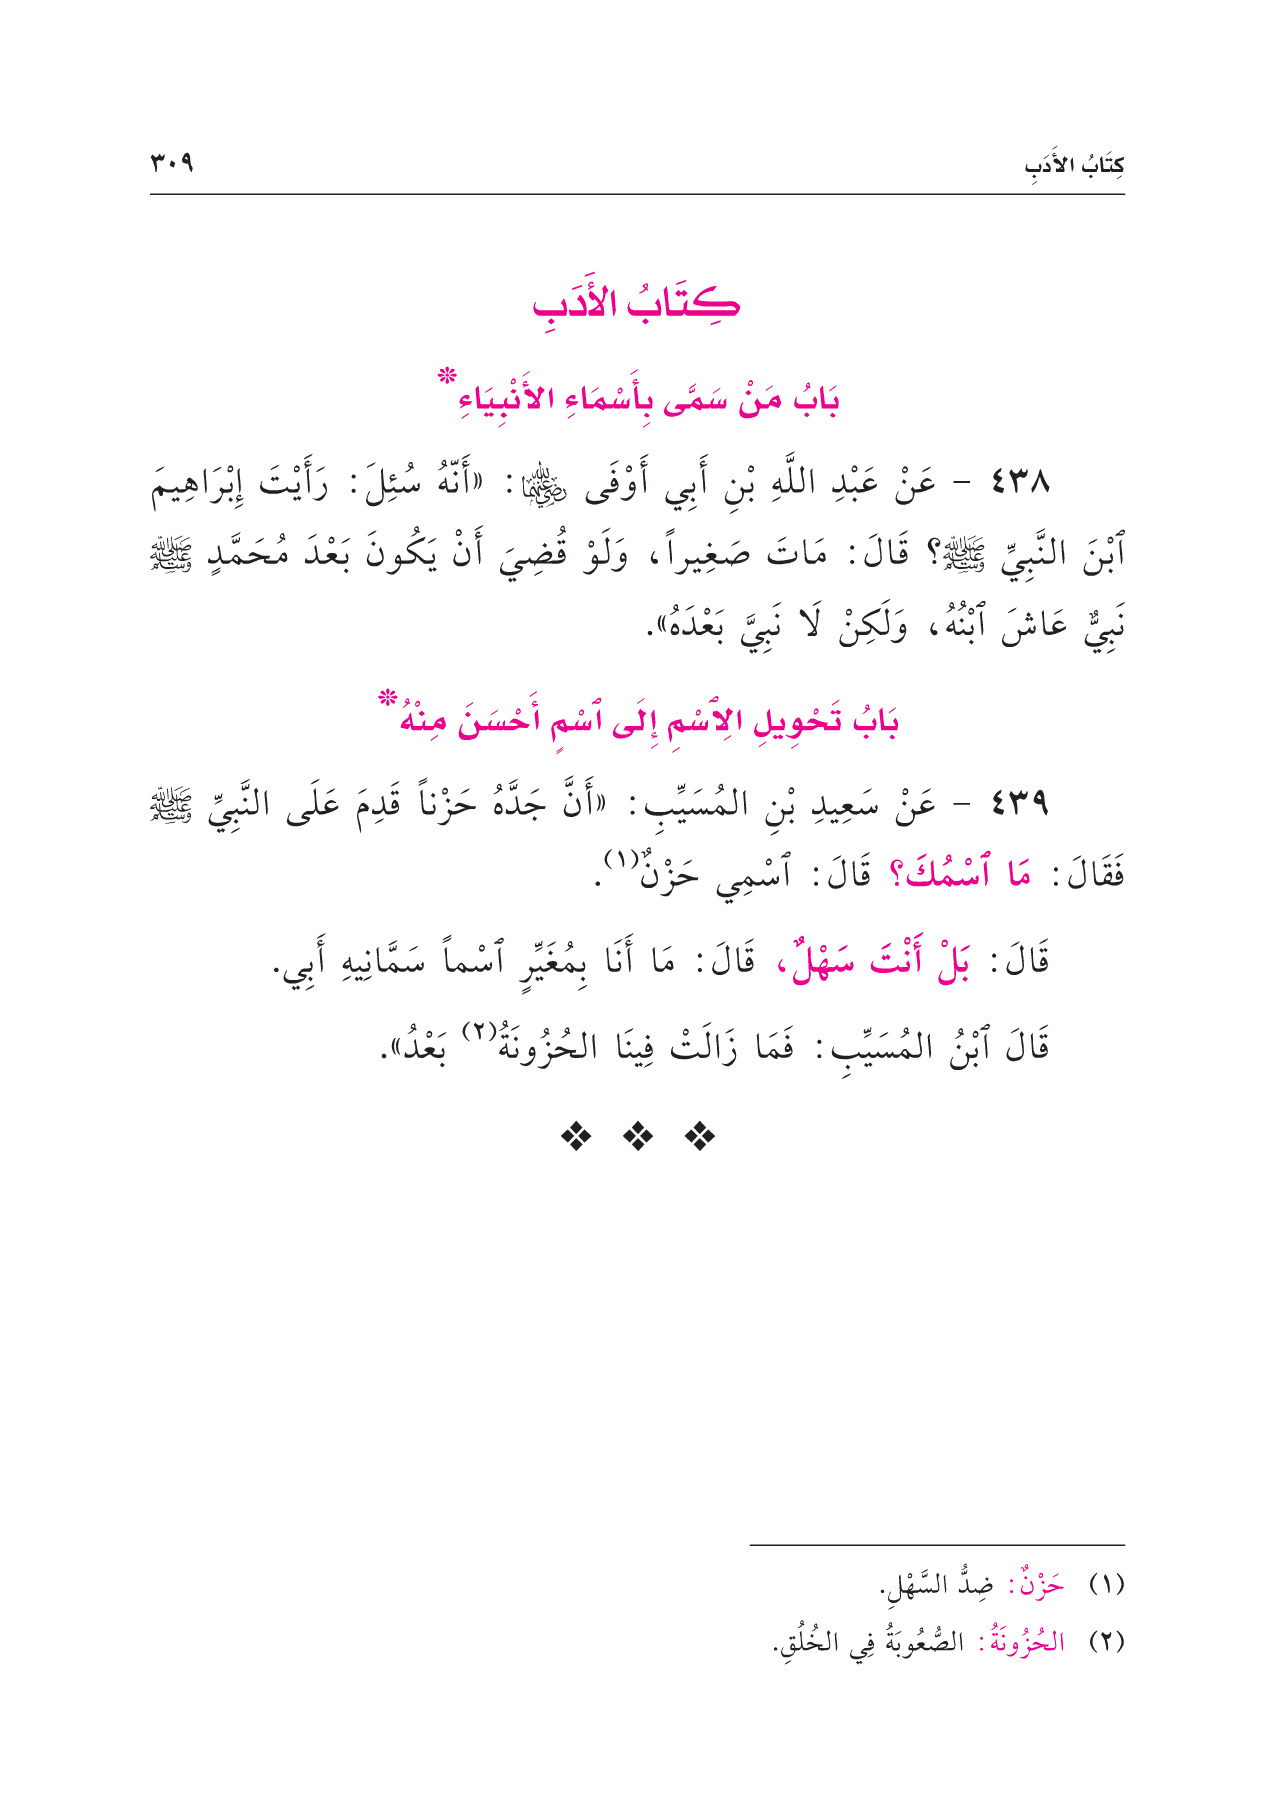 كِتَابُ الأَدَبِ ٣٠٩
كِتَابُ الأَدَبِ
بَابُ مَنْ سَمَّى بِأَسْمَاءِ الأَنْبِيَاءِ*
٤٣٨ - عَنْ عَبْدِ اللَّهِ بْنِ أَبِي أَوْفَى رضي الله عنهما: «أَنَّهُ سُئِلَ: رَأَيْتَ إِبْرَاهِيمَ
ٱبْنَ النَّبِيِّ ﷺ؟ قَالَ: مَاتَ صَغِيراً، وَلَوْ قُضِيَ أَنْ يَكُونَ بَعْدَ مُحَمَّدٍ ﷺ
نَبِيٌّ عَاشَ ٱبْنُهُ، وَلَكِنْ لَا نَبِيَّ بَعْدَهُ».
بَابُ تَحْوِيلِ الِٱسْمِ إِلَى ٱسْمٍ أَحْسَنَ مِنْهُ*
٤٣٩ - عَنْ سَعِيدِ بْنِ المُسَيِّبِ: «أَنَّ جَدَّهُ حَزْناً قَدِمَ عَلَى النَّبِيِّ ﷺ
فَقَالَ: مَا ٱسْمُكَ؟ قَالَ: ٱسْمِي حَزْنٌ(١).
قَالَ: بَلْ أَنْتَ سَهْلٌ، قَالَ: مَا أَنَا بِمُغَيِّرٍ ٱسْماً سَمَّانِيهِ أَبِي.
قَالَ ٱبْنُ المُسَيِّبِ: فَمَا زَالَتْ فِينَا الحُزُونَةُ(٢) بَعْدُ».
❖ ❖ ❖
(١) حَزْنٌ: ضِدُّ السَّهْلِ.
(٢) الحُزُونَةُ: الصُّعُوبَةُ فِي الخُلُقِ.